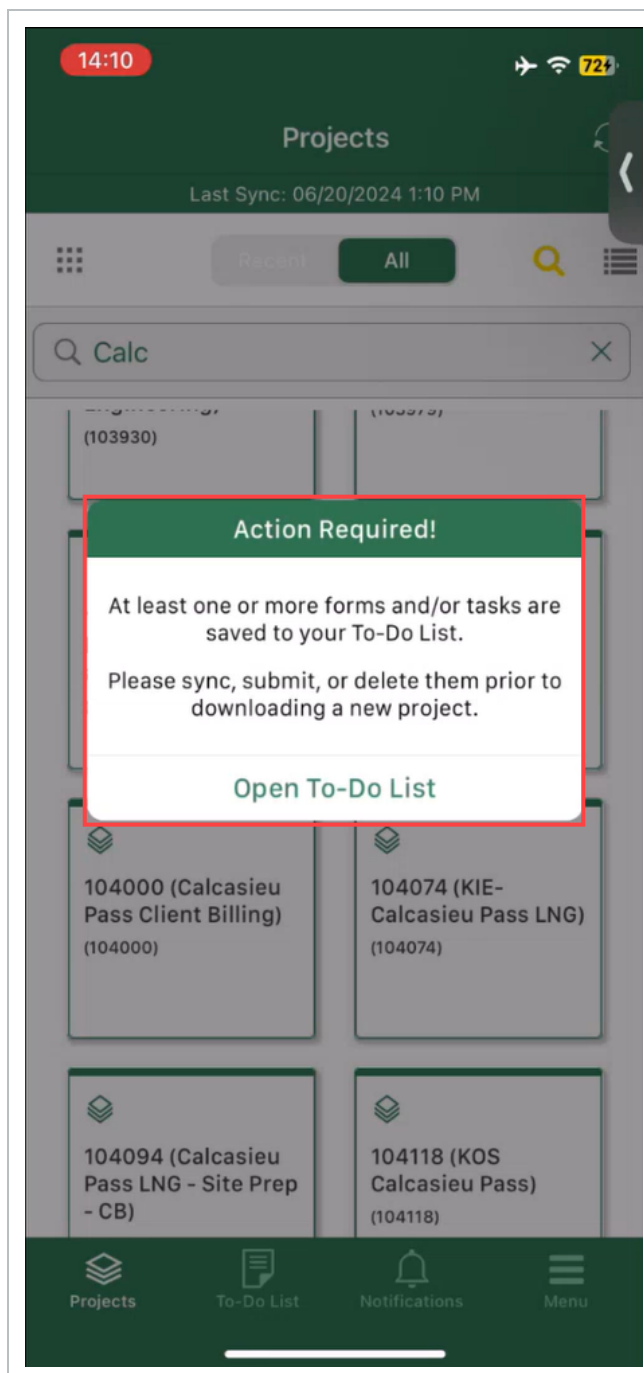 14:10
72
Projects
Last Sync: 06/20/2024 1:10 PM
Recent
All
Calc
(103930)
(103979)
Action Required!
At least one or more forms and/or tasks are
saved to your To-Do List.
Please sync, submit, or delete them prior to
downloading a new project.
Open To-Do List
104000 (Calcasieu
Pass Client Billing)
(104000)
104074 (KIE-
Calcasieu Pass LNG)
(104074)
104094 (Calcasieu
Pass LNG - Site Prep
- CB)
104118 (KOS
Calcasieu Pass)
(104118)
Projects
To-Do List
Notifications
Menu